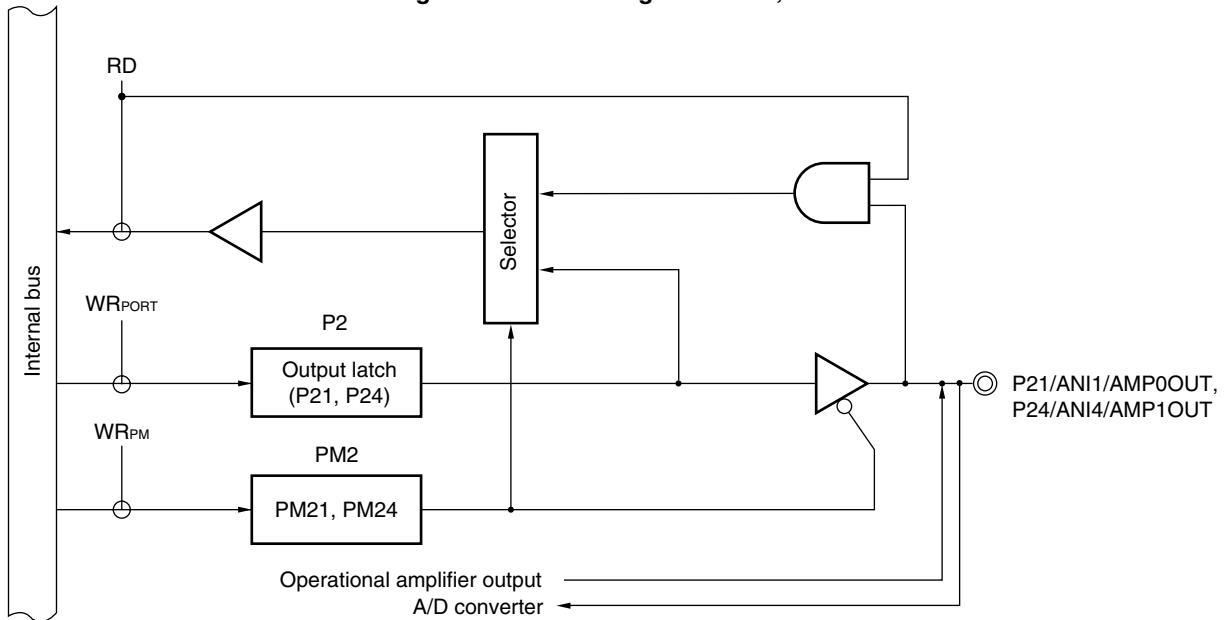 RD
Selector
Internal bus
WRPORT
P2
Output latch
(P21, P24)
P21/ANI1/AMP0OUT,
P24/ANI4/AMP1OUT
WRPM
PM2
PM21, PM24
Operational amplifier output
A/D converter